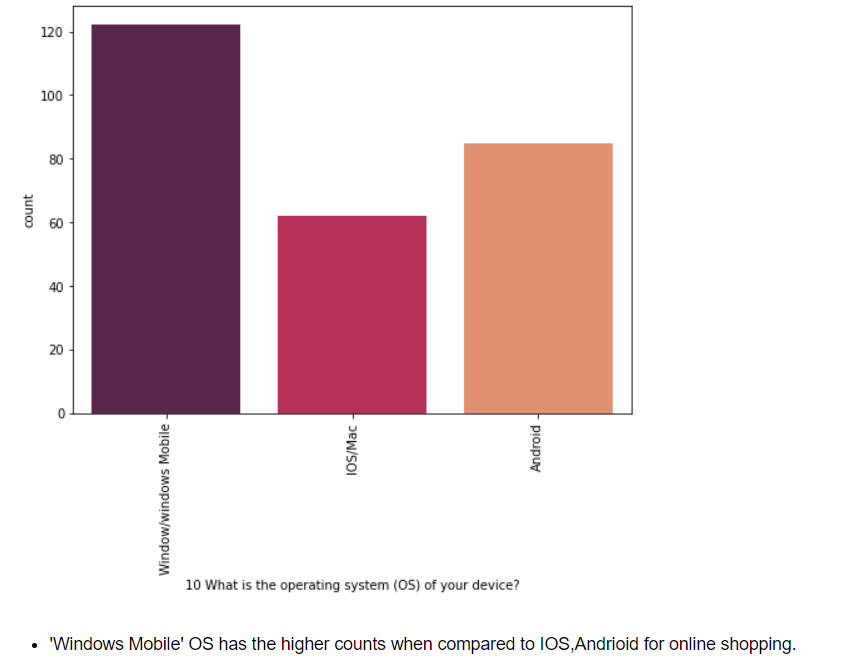 120
100
80
60
40
20
0
count
Window/windows Mobile
IOS/Mac
Android
10 What is the operating system (OS) of your device?
• 'Windows Mobile' OS has the higher counts when compared to IOS,Andrioid for online shopping.